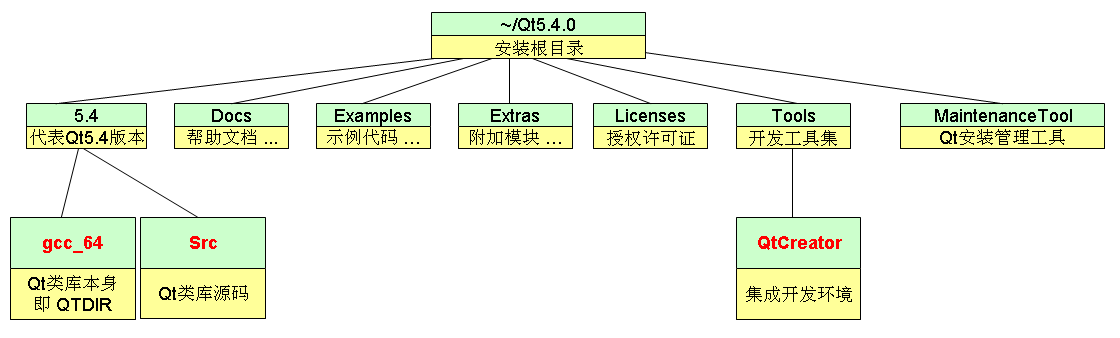 ~/Qt5.4.0
安装根目录
5.4
代表Qt5.4版本
Docs
帮助文档 ...
Examples
示例代码 ...
Extras
附加模块 ...
Licenses
授权许可证
Tools
开发工具集
MaintenanceTool
Qt安装管理工具
gcc_64
Qt类库本身
即 QTDIR
Src
Qt类库源码
QtCreator
集成开发环境